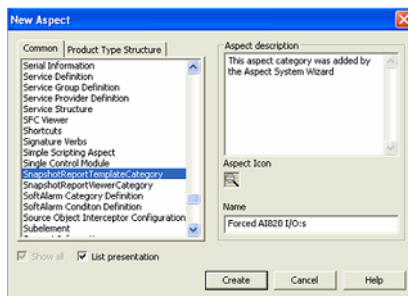 New Aspect
Common
Product Type Structure
Serial Information
Service Definition
Service Group Definition
Service Provider Definition
Service Structure
SFC Viewer
Shortcuts
Signature Verbs
Simple Scripting Aspect
Single Control Module
SnapshotReportTemplateCategory
SnapshotReportViewerCategory
SoftAlarm Category Definition
SoftAlarm Conditon Definition
Source Object Interceptor Configuration
Subelement
Show all
List presentation
Aspect description
This aspect category was added by
the Aspect System Wizard
Aspect Icon
Name
Forced AI820 I/O:s
Create
Cancel
Help